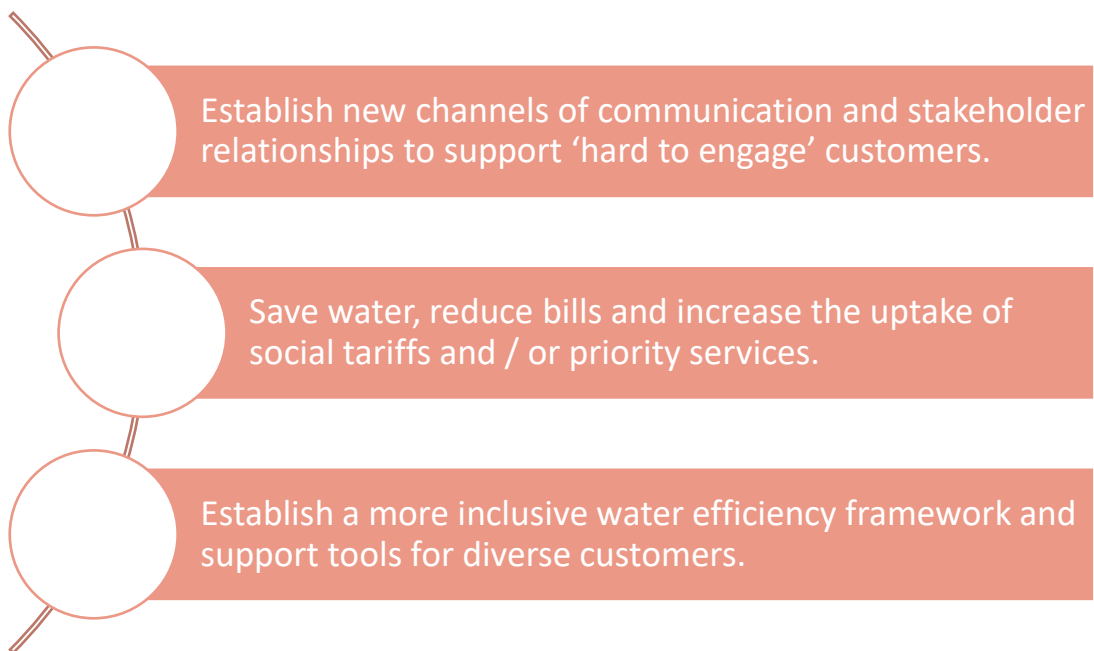 Establish new channels of communication and stakeholder
relationships to support ‘hard to engage’ customers.
Save water, reduce bills and increase the uptake of
social tariffs and / or priority services.
Establish a more inclusive water efficiency framework and
support tools for diverse customers.